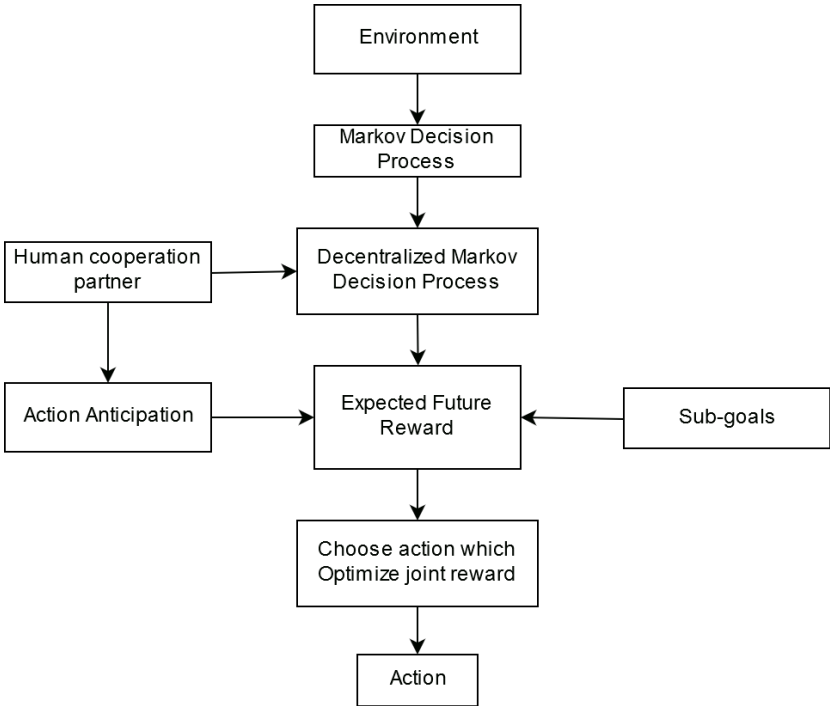 Environment
Markov Decision
Process
Human cooperation
partner
Decentralized Markov
Decision Process
Action Anticipation
Expected Future
Reward
Sub-goals
Choose action which
Optimize joint reward
Action